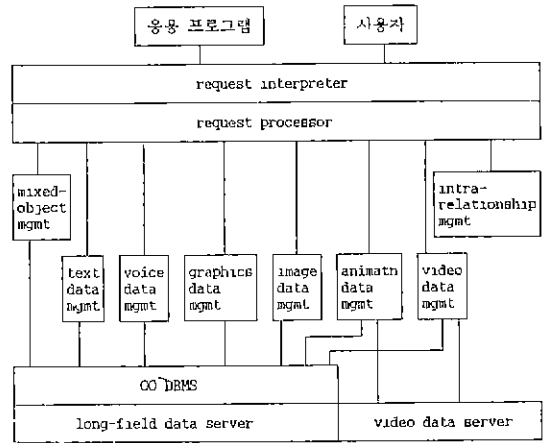 응용 프로그램
사용자
request interpreter
request processor
mixed-
object
mgmt
intra-
relationship
mgmt
text
data
mgmt
voice
data
mgmt
graphics
data
mgmt
image
data
mgmt
animatn
data
mgmt
video
data
mgmt
OO DBMS
long-field data server
video data server